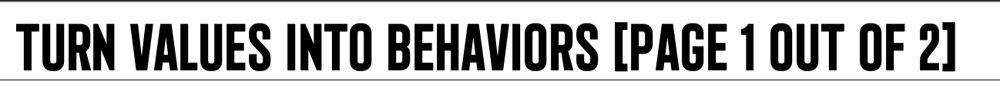 TURN VALUES INTO BEHAVIORS [PAGE 1 OUT OF 2]